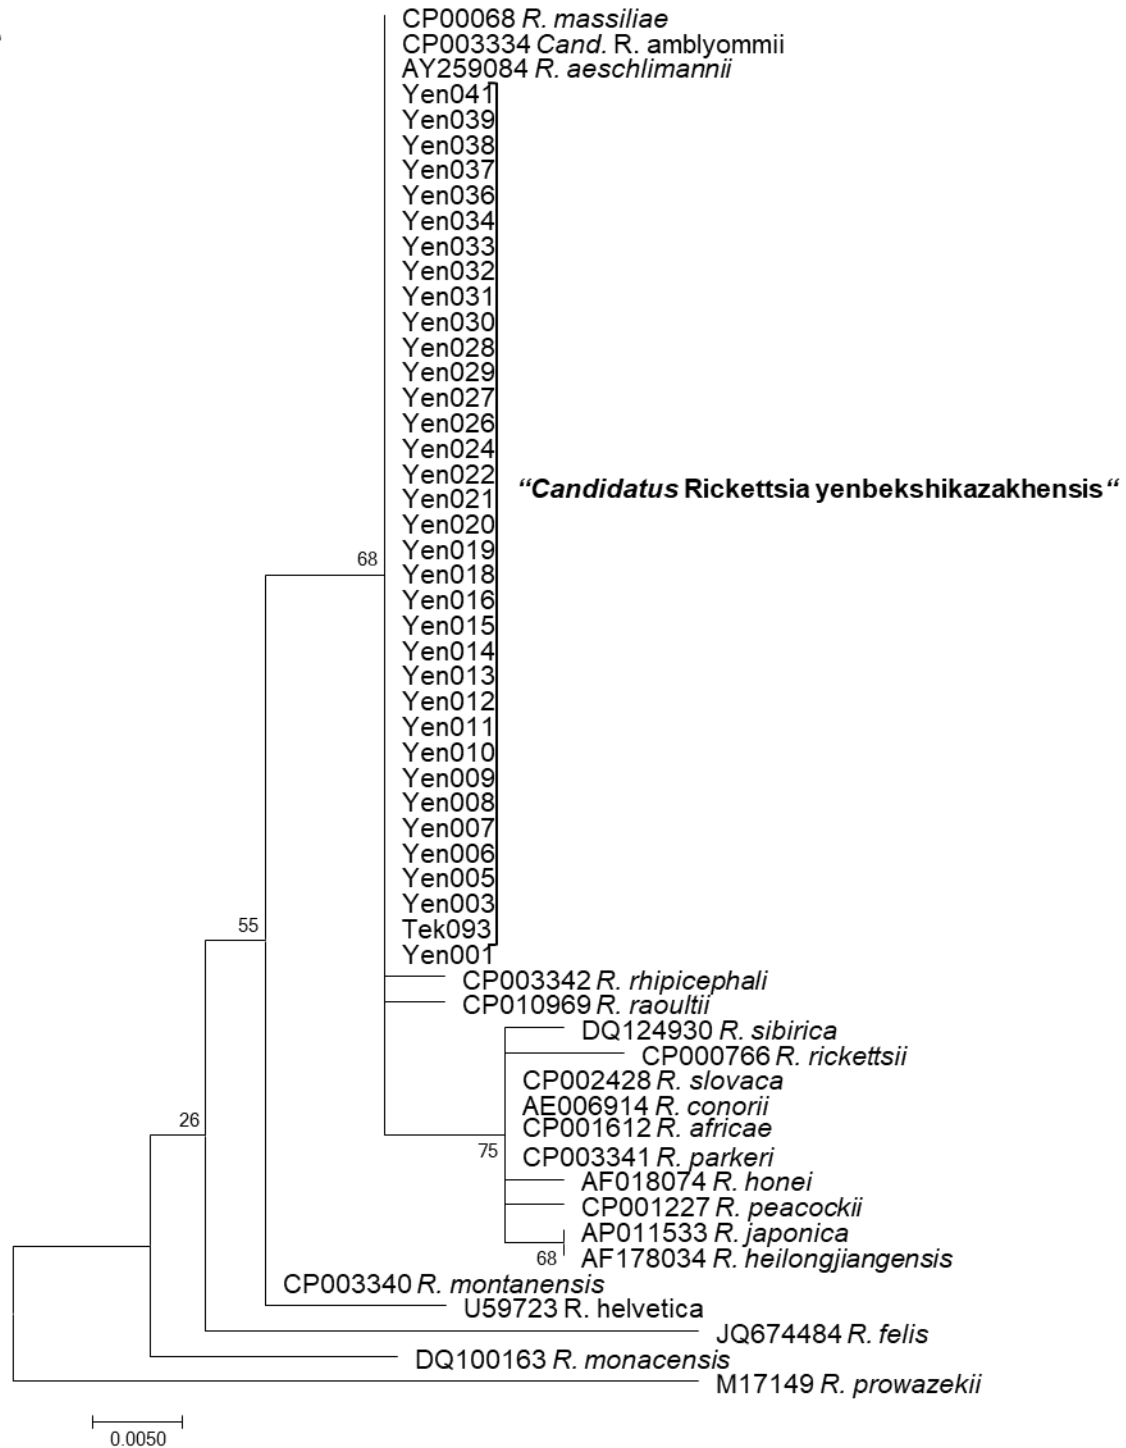 CP00068 R. massiliae
CP003334 Cand. R. amblyommii
AY259084 R. aeschlimannii
Yen041
Yen039
Yen038
Yen037
Yen036
Yen034
Yen033
Yen032
Yen031
Yen030
Yen028
Yen029
Yen027
Yen026
Yen024
Yen022
“Candidatus Rickettsia yenbekshikazakhensis“
Yen021
Yen020
Yen019
Yen018
68
Yen016
Yen015
Yen014
Yen013
Yen012
Yen011
Yen010
Yen009
Yen008
Yen007
Yen006
Yen005
Yen003
55
Tek093
Yen001
CP003342 R. rhipicephali
CP010969 R. raoultii
DQ124930 R. sibirica
CP000766 R. rickettsii
CP002428 R. slovaca
AE006914 R. conorii
26
CP001612 R. africae
75
CP003341 R. parkeri
AF018074 R. honei
CP001227 R. peacockii
AP011533 R. japonica
68
AF178034 R. heilongjiangensis
CP003340 R. montanensis
U59723 R. helvetica
JQ674484 R. felis
DQ100163 R. monacensis
M17149 R. prowazekii
0.0050